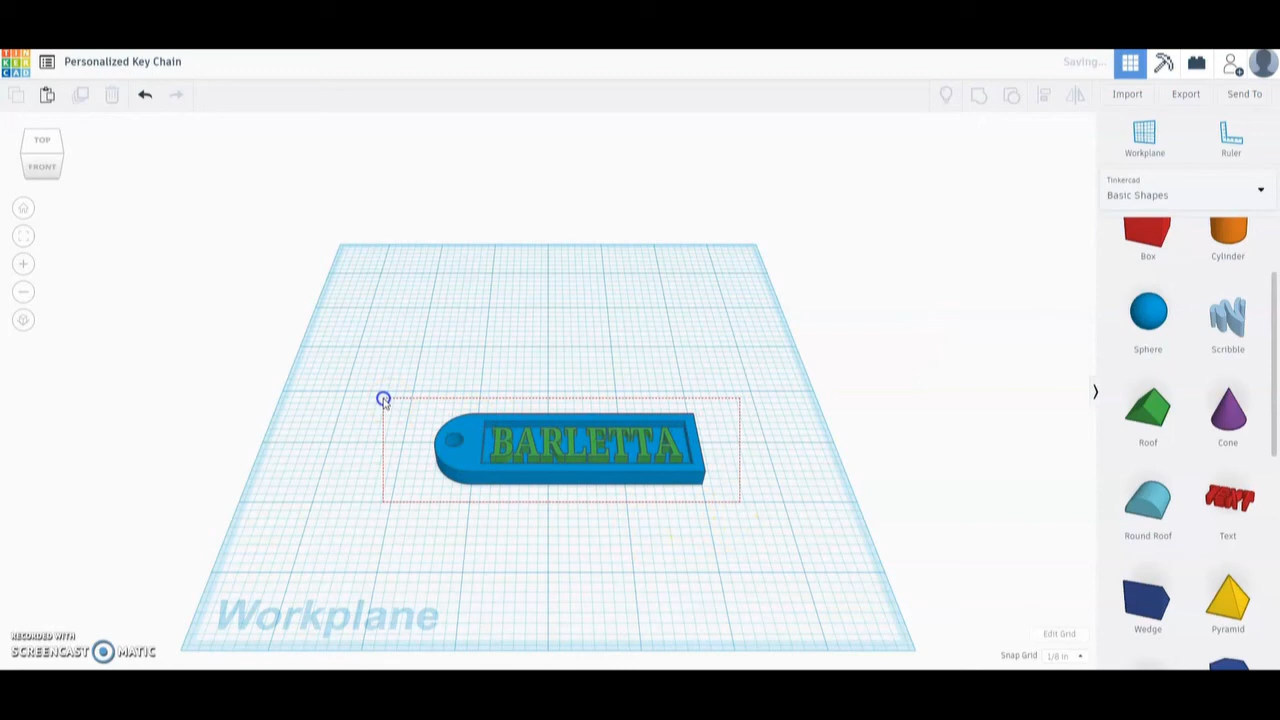 TIN
KER
CAD
Personalized Key Chain
Saving...
Import
Export
Send To
TOP
FRONT
Workplane
Ruler
Tinkercad
Basic Shapes
Box
Cylinder
Sphere
Scribble
Roof
Cone
BARLETTA
TEXT
Round Roof
Text
Wedge
Pyramid
Workplane
Edit Grid
Snap Grid
1/8 in
RECORDED WITH
SCREENCAST MATIC